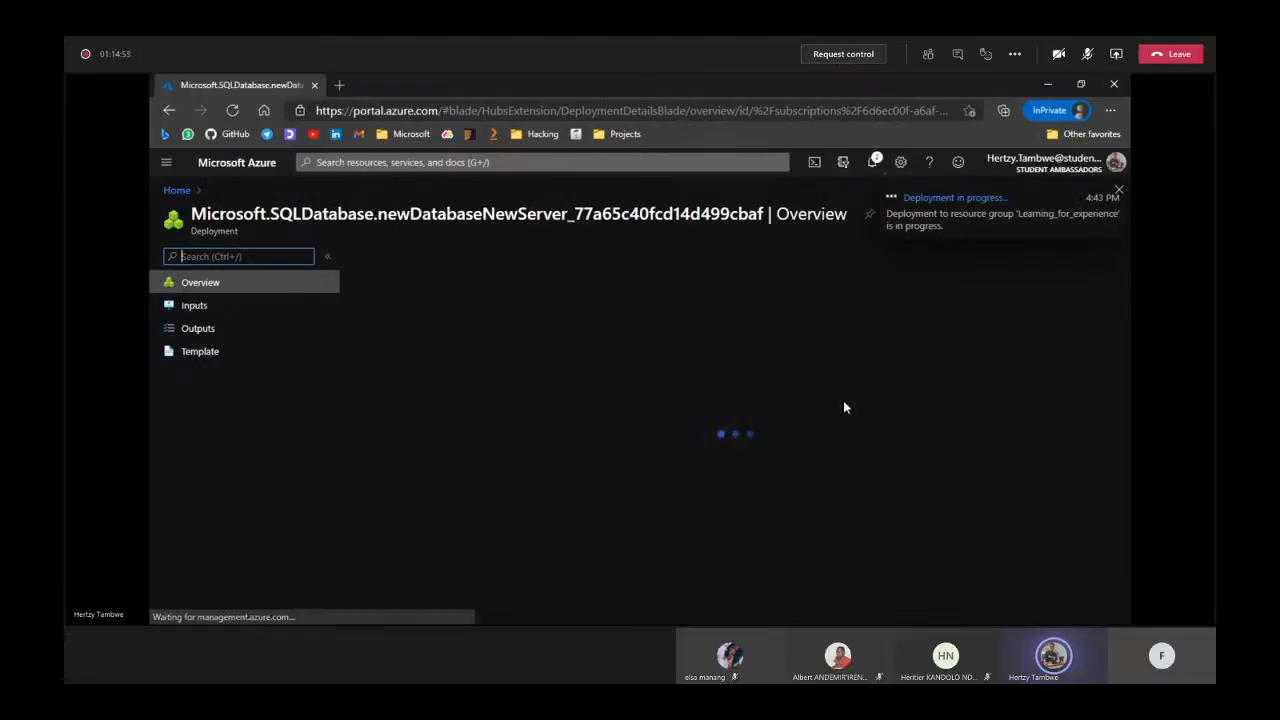 01:14:55
Request control
Leave
Microsoft.SQLDatabase.newData
https://portal.azure.com/#blade/HubsExtension/DeploymentDetailsBlade/overview/id/%2Fsubscriptions%2F6d6ec00f-a6af-...
InPrivate
GitHub
Microsoft
Hacking
Projects
Other favorites
Microsoft Azure
Search resources, services, and docs (G+/)
Hertzy.Tambwe@studen...
STUDENT AMBASSADORS
Home
Microsoft.SQLDatabase.newDatabaseNewServer_77a65c40fcd14d499cbaf | Overview
Deployment
Deployment in progress...
4:43 PM
Deployment to resource group 'Learning_for_experience'
is in progress.
Search (Ctrl+/)
Overview
Inputs
Outputs
Template
Hertzy Tambwe
Waiting for management.azure.com...
HN
F
elsa manang
Albert ANDEMIR'IREN...
Héritier KANDOLO ND...
Hertzy Tambwe